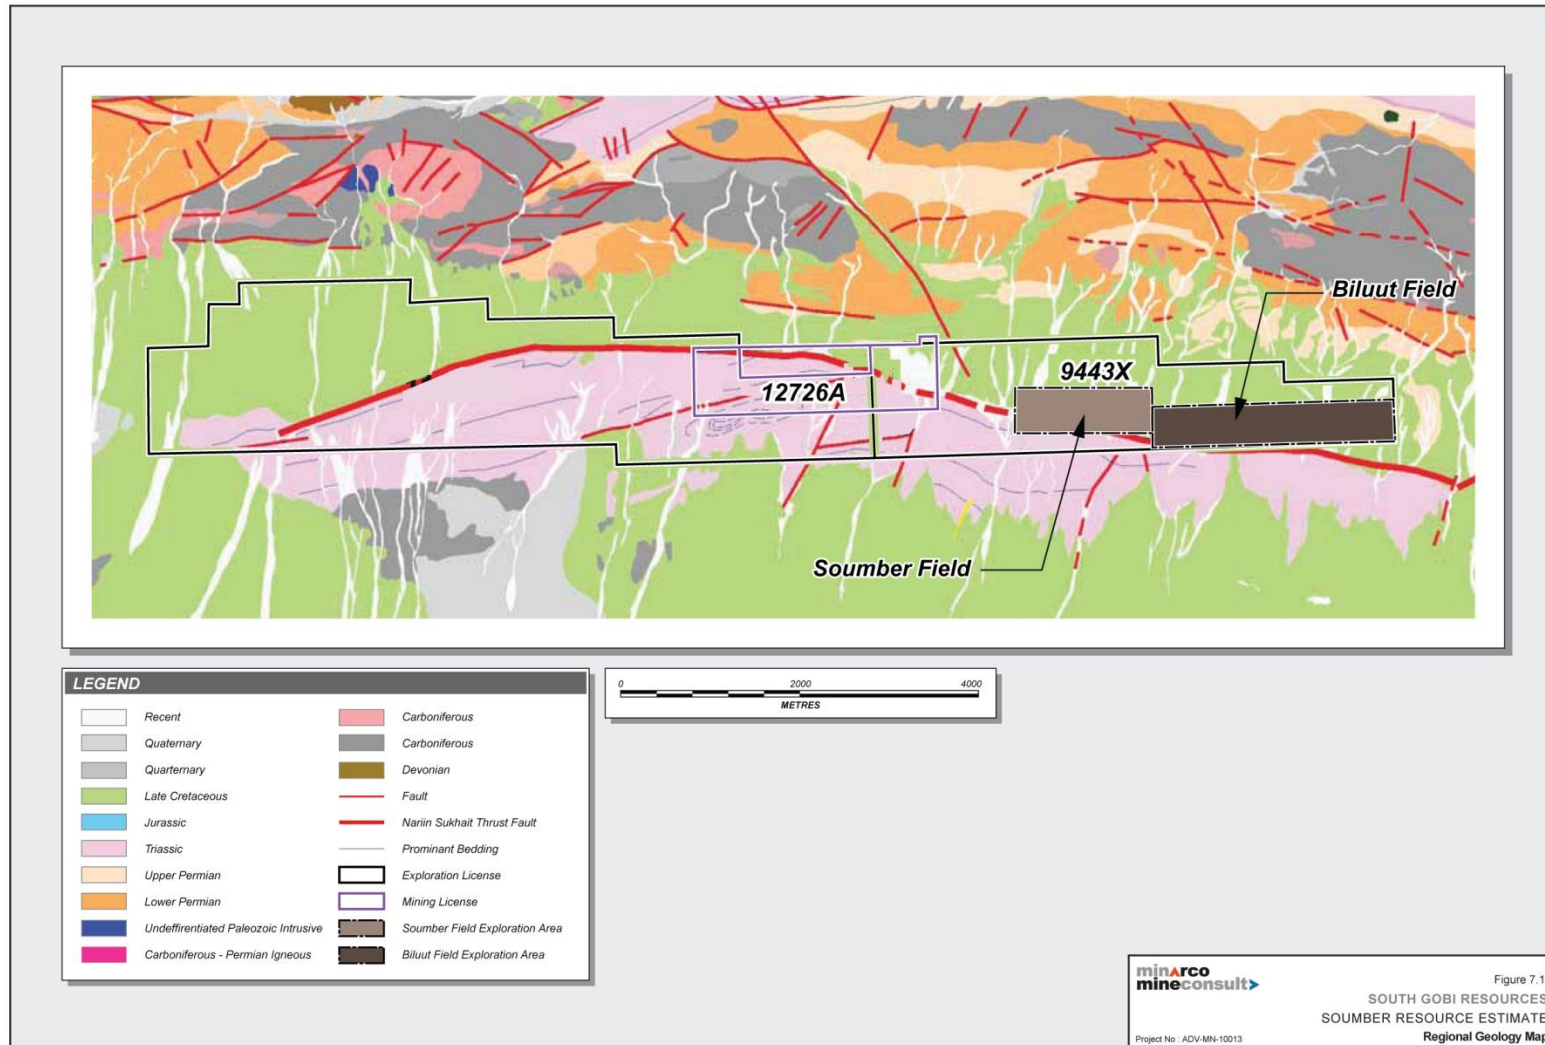 Biluut Field
9443X
12726A
Soumber Field
LEGEND
Recent
Quaternary
Quarternary
Late Cretaceous
Jurassic
Triassic
Upper Permian
Lower Permian
Undeffirentiated Paleozoic Intrusive
Carboniferous - Permian Igneous
Carboniferous
Carboniferous
Devonian
Fault
Nariin Sukhait Thrust Fault
Prominant Bedding
Exploration License
Mining License
Soumber Field Exploration Area
Biluut Field Exploration Area
0 2000 4000
METRES
minarco
mineconsult
Figure 7.1
SOUTH GOBI RESOURCES
SOUMBER RESOURCE ESTIMATE
Project No : ADV-MN-10013
Regional Geology Map